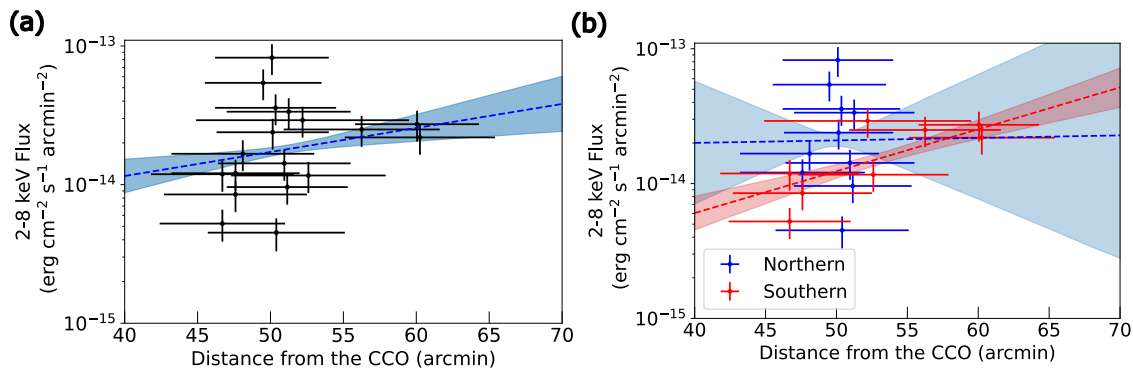 (a)
10⁻¹³
10⁻¹⁴
10⁻¹⁵
2-8 keV Flux
(erg cm⁻² s⁻¹ arcmin⁻²)
40 45 50 55 60 65 70
Distance from the CCO (arcmin)
(b)
10⁻¹³
10⁻¹⁴
10⁻¹⁵
2-8 keV Flux
(erg cm⁻² s⁻¹ arcmin⁻²)
Northern
Southern
40 45 50 55 60 65 70
Distance from the CCO (arcmin)